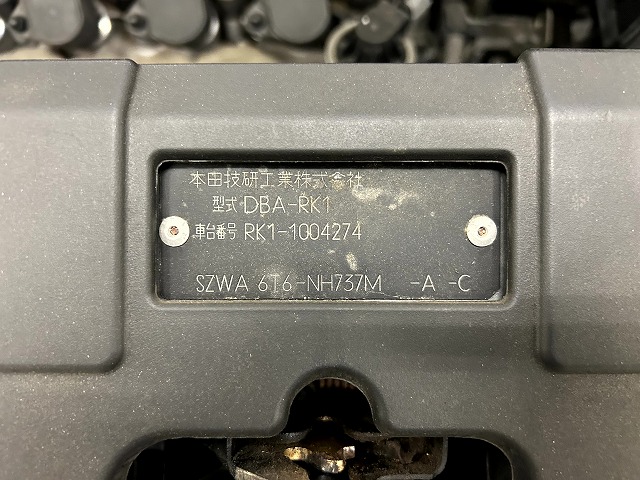 本田技研工業株式会社
型式 DBA-RK1
車台番号 RK1-1004274
SZWA 6T6-NH737M -A -C